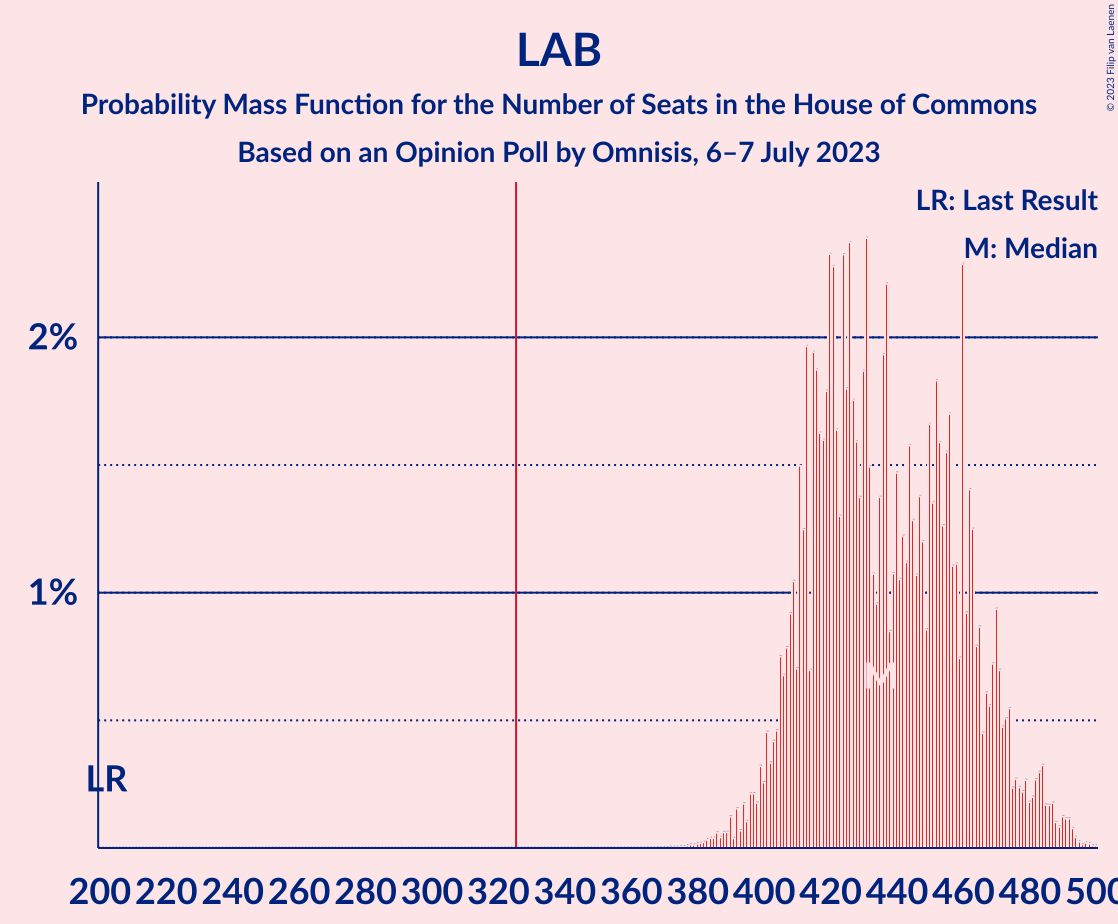 LAB
Probability Mass Function for the Number of Seats in the House of Commons
Based on an Opinion Poll by Omnisis, 6–7 July 2023
© 2023 Filip van Laenen
LR: Last Result
M: Median
2%
1%
M
LR
200 220 240 260 280 300 320 340 360 380 400 420 440 460 480 500